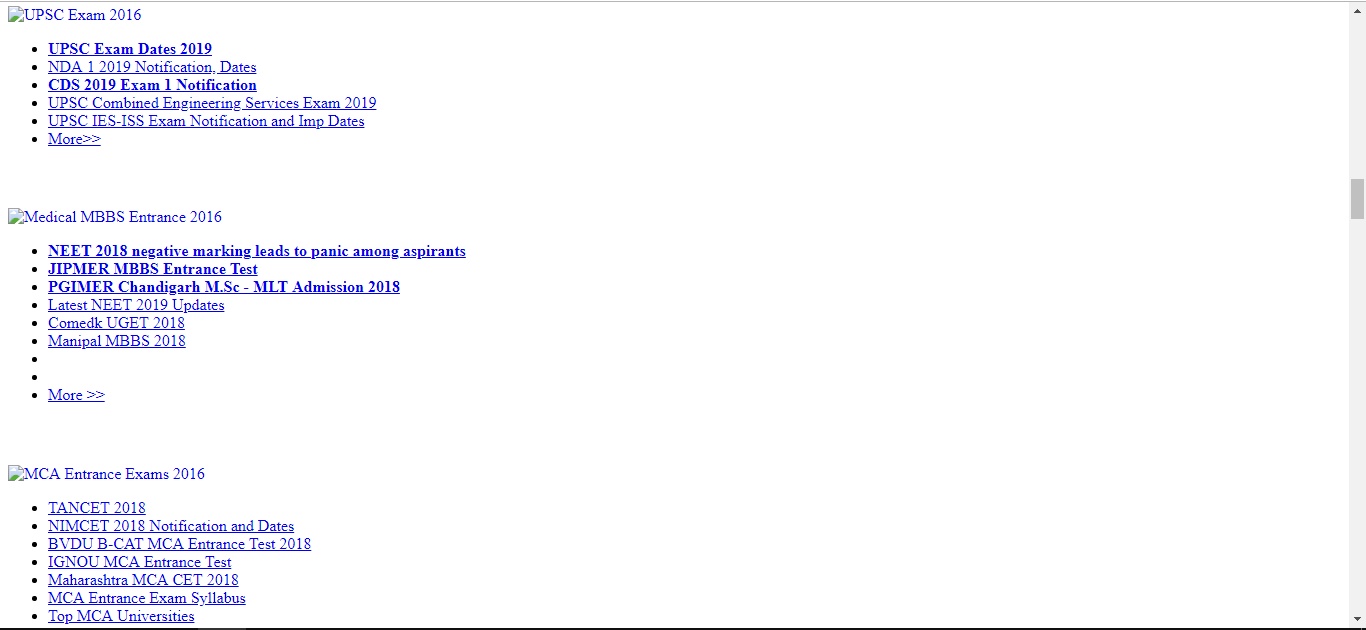 UPSC Exam 2016
UPSC Exam Dates 2019
NDA 1 2019 Notification, Dates
CDS 2019 Exam 1 Notification
UPSC Combined Engineering Services Exam 2019
UPSC IES-ISS Exam Notification and Imp Dates
More>>
Medical MBBS Entrance 2016
NEET 2018 negative marking leads to panic among aspirants
JIPMER MBBS Entrance Test
PGIMER Chandigarh M.Sc - MLT Admission 2018
Latest NEET 2019 Updates
Comedk UGET 2018
Manipal MBBS 2018
More >>
MCA Entrance Exams 2016
TANCET 2018
NIMCET 2018 Notification and Dates
BVDU B-CAT MCA Entrance Test 2018
IGNOU MCA Entrance Test
Maharashtra MCA CET 2018
MCA Entrance Exam Syllabus
Top MCA Universities